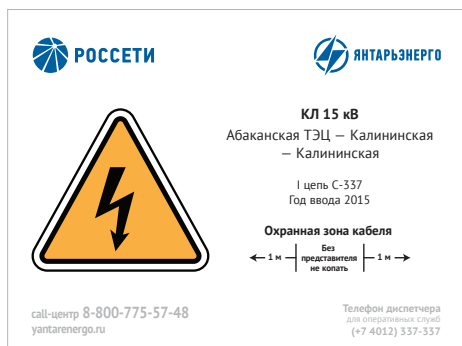 РОССЕТИ
ЯНТАРЬЭНЕРГО
КЛ 15 кВ
Абаканская ТЭЦ — Калининская
— Калининская
I цепь С-337
Год ввода 2015
Охранная зона кабеля
1 м
Без
представителя
не копать
1 м
call-центр 8-800-775-57-48
yantarenergo.ru
Телефон диспетчера
для оперативных служб
(+7 4012) 337-337